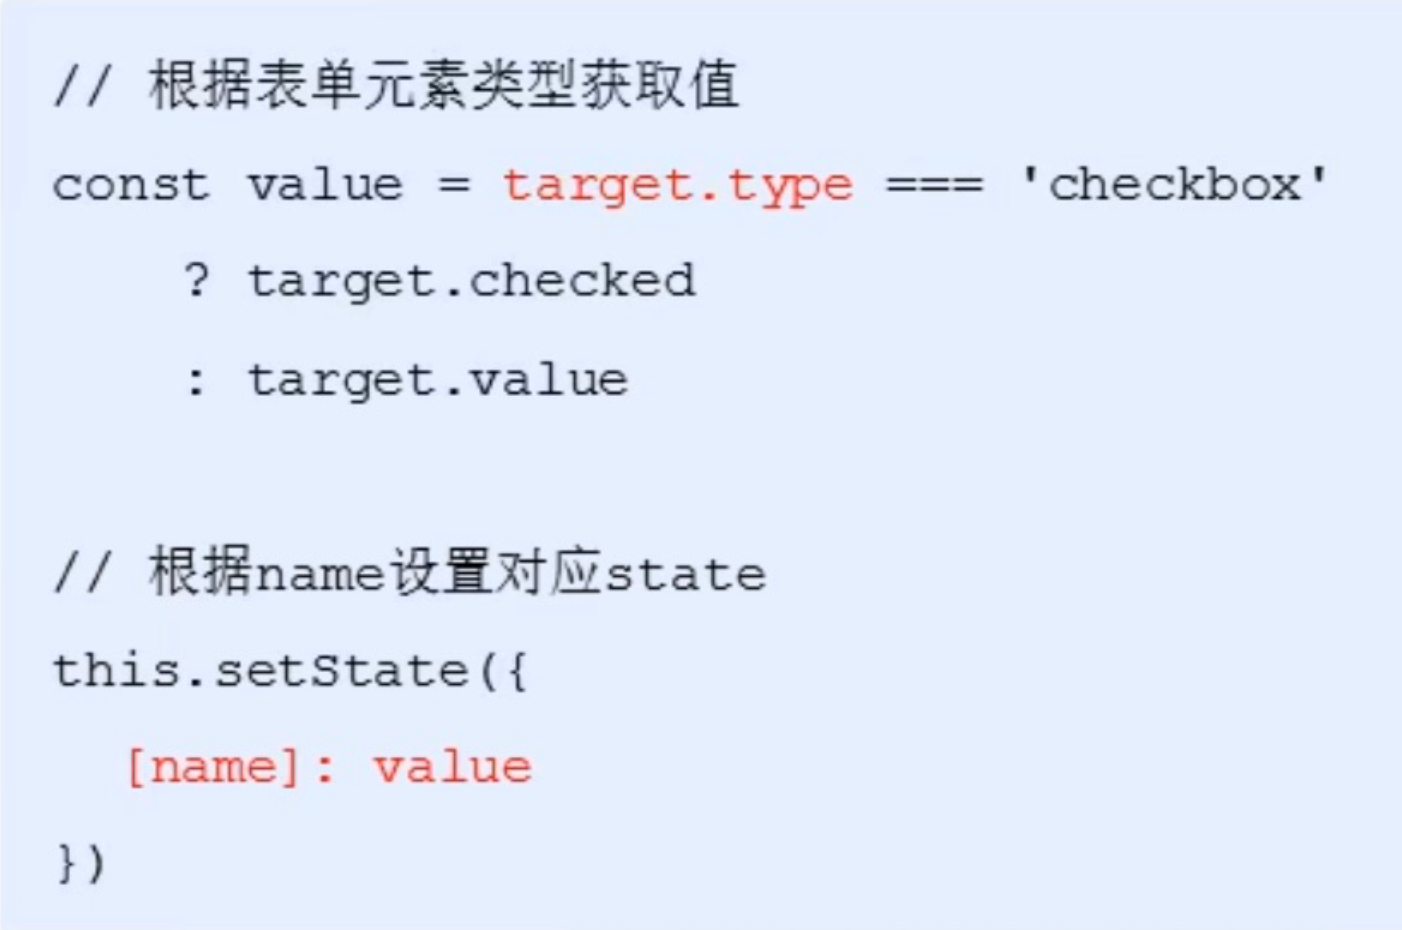 // 根据表单元素类型获取值
const value = target.type === 'checkbox'
? target.checked
: target.value
// 根据name设置对应state
this.setState({
[name]: value
})